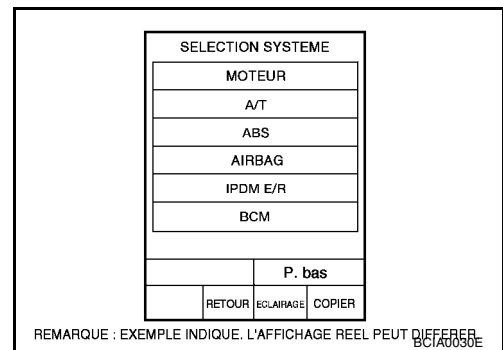 SELECTION SYSTEME
MOTEUR
A/T
ABS
AIRBAG
IPDM E/R
BCM
P. bas
RETOUR ECLAIRAGE COPIER
REMARQUE : EXEMPLE INDIQUE. L'AFFICHAGE REEL PEUT DIFFERER.
BCIA0030E